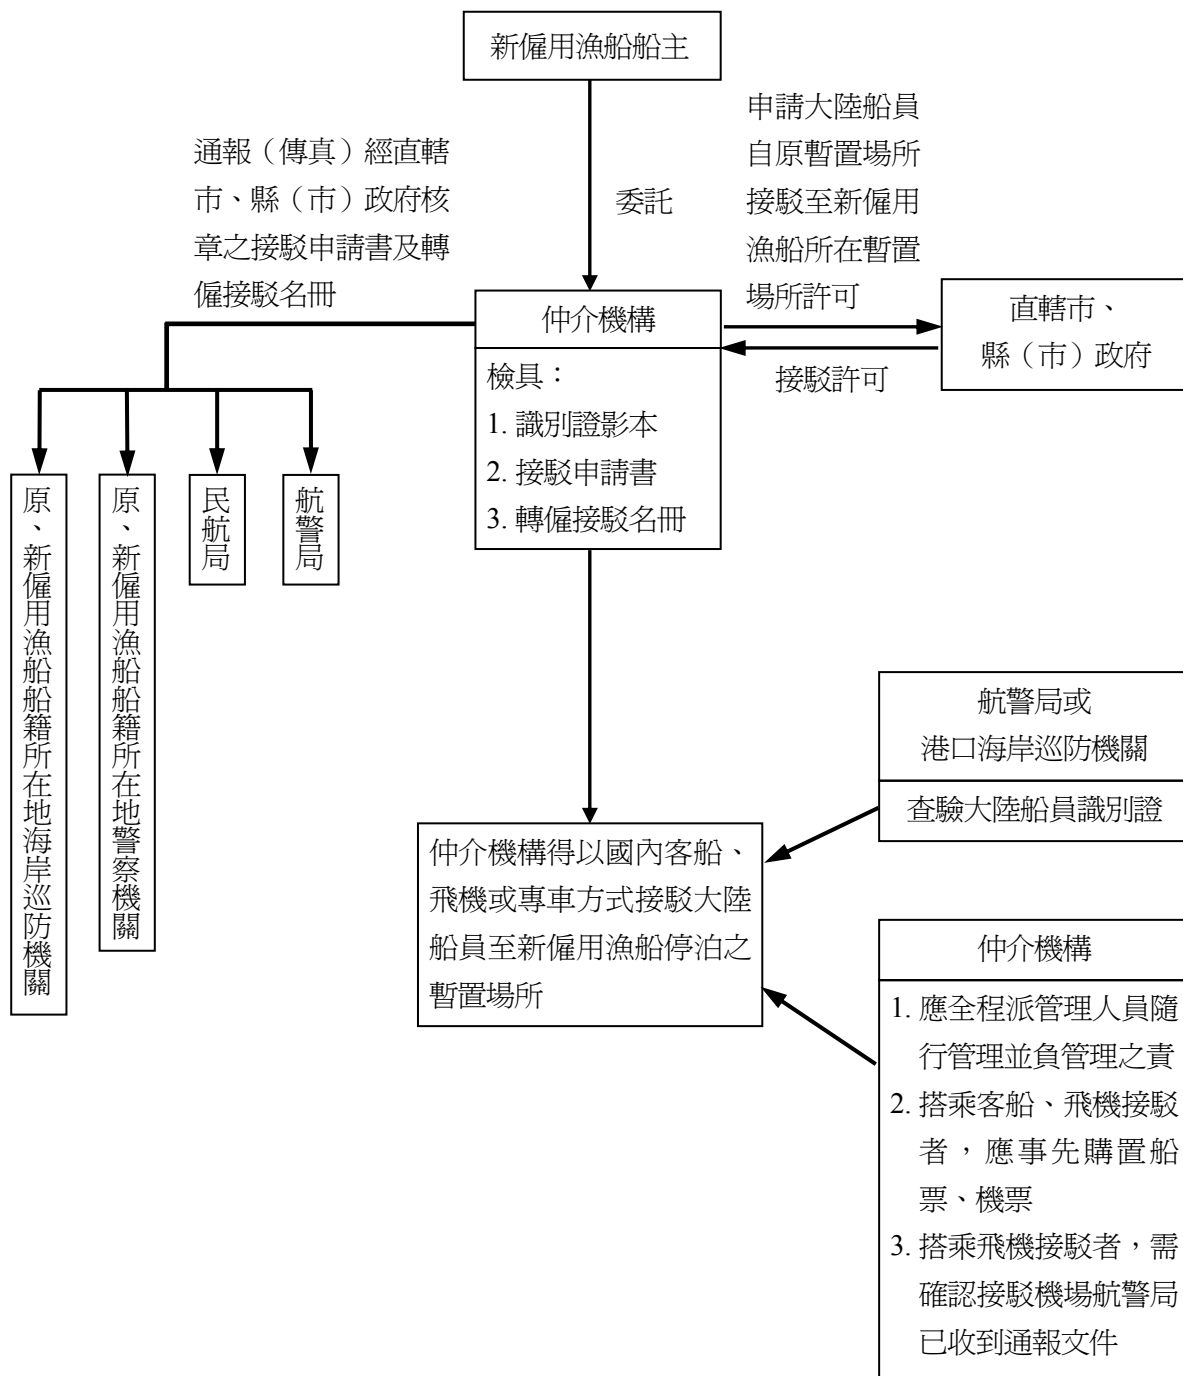 新僱用漁船船主
通報（傳真）經直轄
市、縣（市）政府核
章之接駁申請書及轉
僱接駁名冊
委託
申請大陸船員
自原暫置場所
接駁至新僱用
漁船所在暫置
場所許可
仲介機構
檢具：
1. 識別證影本
2. 接駁申請書
3. 轉僱接駁名冊
接駁許可
直轄市、
縣（市）政府
原、新僱用漁船船籍所在地海岸巡防機關
原、新僱用漁船船籍所在地警察機關
民航局
航警局
航警局或
港口海岸巡防機關
查驗大陸船員識別證
仲介機構得以國內客船、
飛機或專車方式接駁大陸
船員至新僱用漁船停泊之
暫置場所
仲介機構
1. 應全程派管理人員隨
行管理並負管理之責
2. 搭乘客船、飛機接駁
者，應事先購置船
票、機票
3. 搭乘飛機接駁者，需
確認接駁機場航警局
已收到通報文件